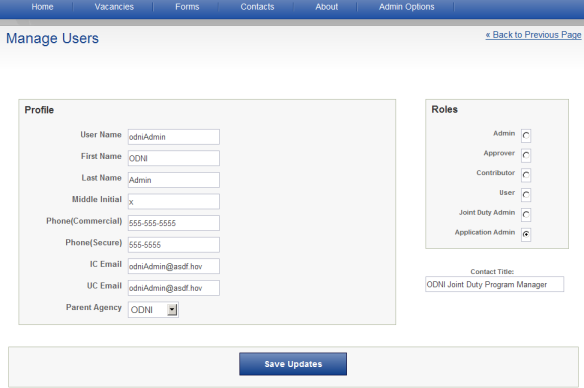 Home Vacancies Forms Contacts About Admin Options
Manage Users
« Back to Previous Page
Profile
User Name odniAdmin
First Name ODNI
Last Name Admin
Middle Initial x
Phone(Commercial) 555-555-5555
Phone(Secure) 555-5555
IC Email odniAdmin@asdf.hov
UC Email odniAdmin@asdf.hov
Parent Agency ODNI
Roles
Admin
Approver
Contributor
User
Joint Duty Admin
Application Admin
Contact Title:
ODNI Joint Duty Program Manager
Save Updates